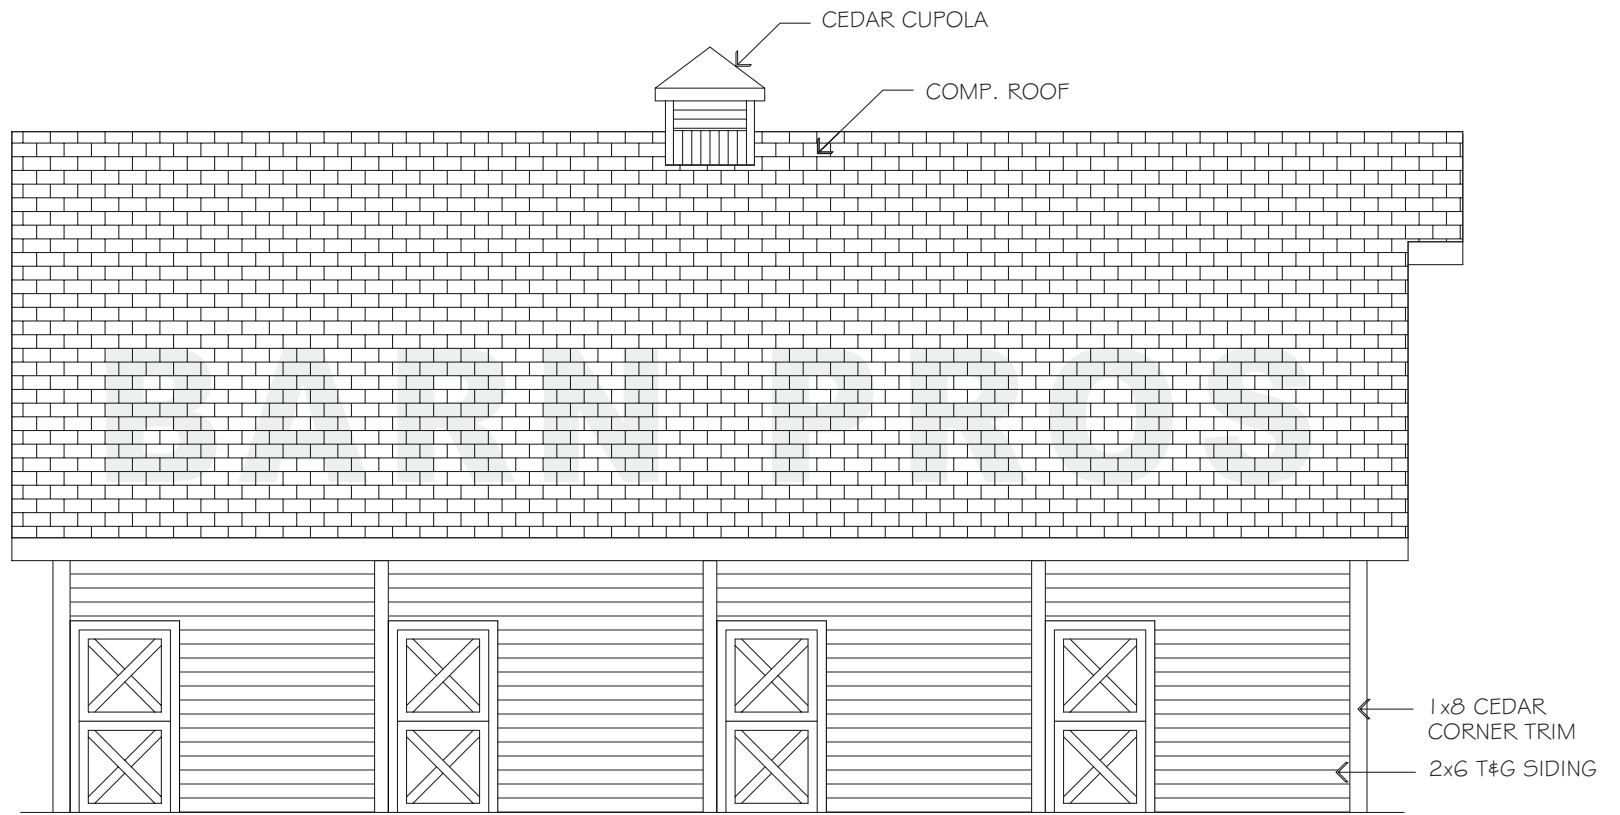 CEDAR CUPOLA
COMP. ROOF
BARN PROS
1x8 CEDAR
CORNER TRIM
2x6 T&G SIDING